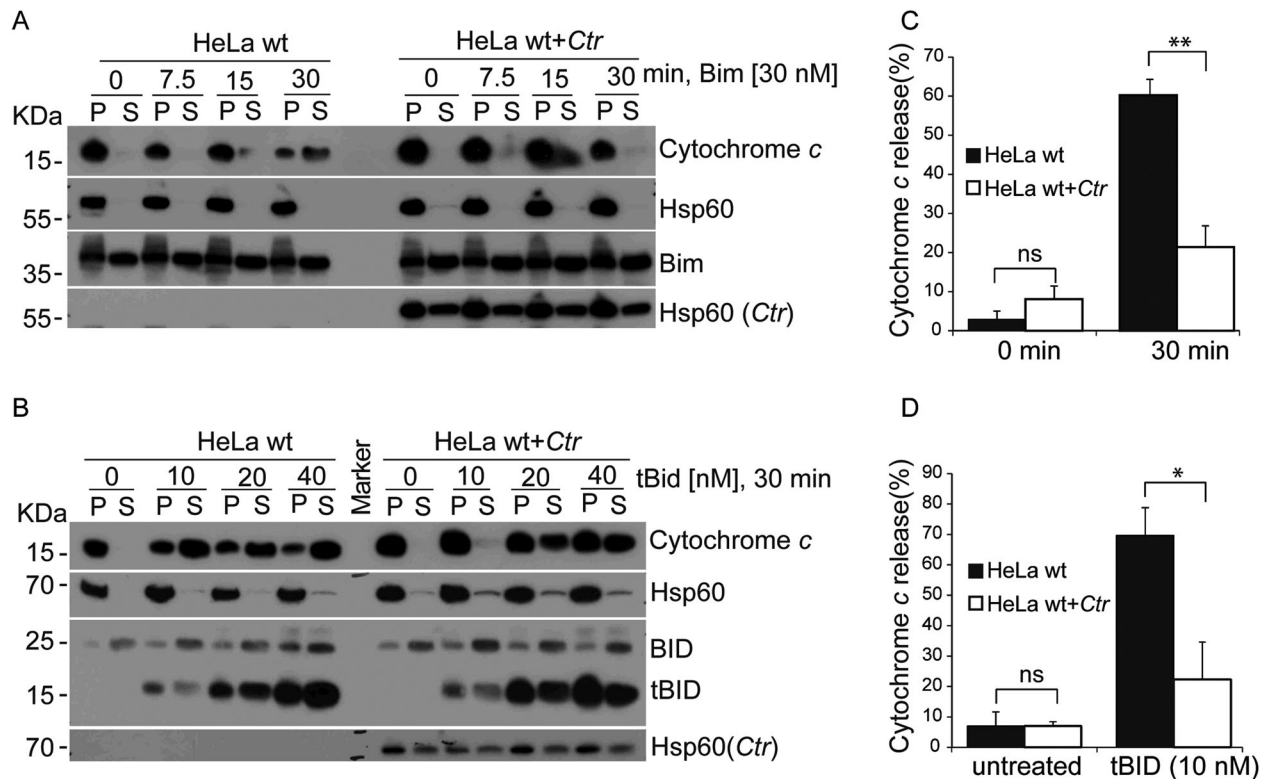 A
HeLa wt
HeLa wt+Ctr
0 7.5 15 30 0 7.5 15 30 min, Bim [30 nM]
KDa P S P S P S P S P S P S P S P S
15- Cytochrome c
55- Hsp60
35- Bim
55- Hsp60 (Ctr)
B
HeLa wt Marker HeLa wt+Ctr
0 10 20 40 0 10 20 40 tBid [nM], 30 min
KDa P S P S P S P S P S P S P S P S
15- Cytochrome c
70- Hsp60
25- BID
15- tBID
70- Hsp60(Ctr)
C
Cytochrome c release(%)
70
60
50
40
30
20
10
0
**
HeLa wt
HeLa wt+Ctr
ns
0 min 30 min
D
Cytochrome c release(%)
90
80
70
60
50
40
30
20
10
0
*
HeLa wt
HeLa wt+Ctr
ns
untreated tBID (10 nM)